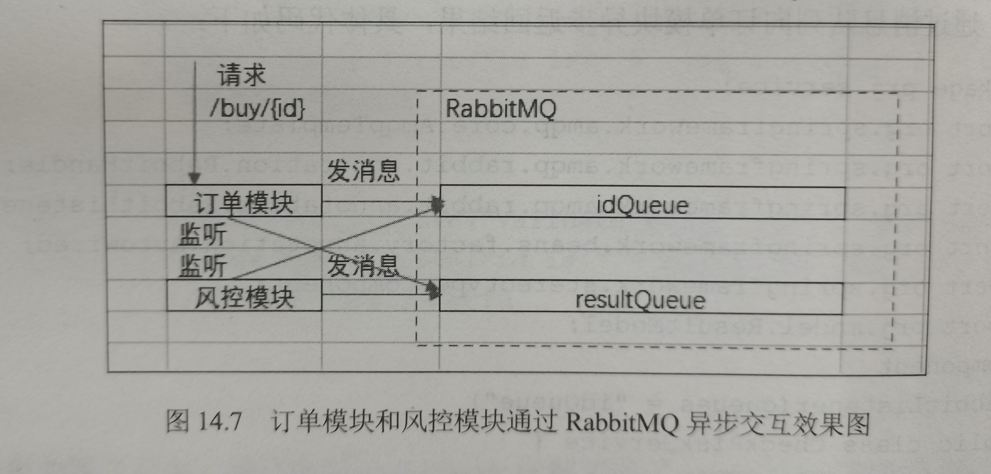 请求
/buy/{id}
RabbitMQ
发消息
订单模块
idQueue
监听
监听
发消息
风控模块
resultQueue
图 14.7 订单模块和风控模块通过 RabbitMQ 异步交互效果图